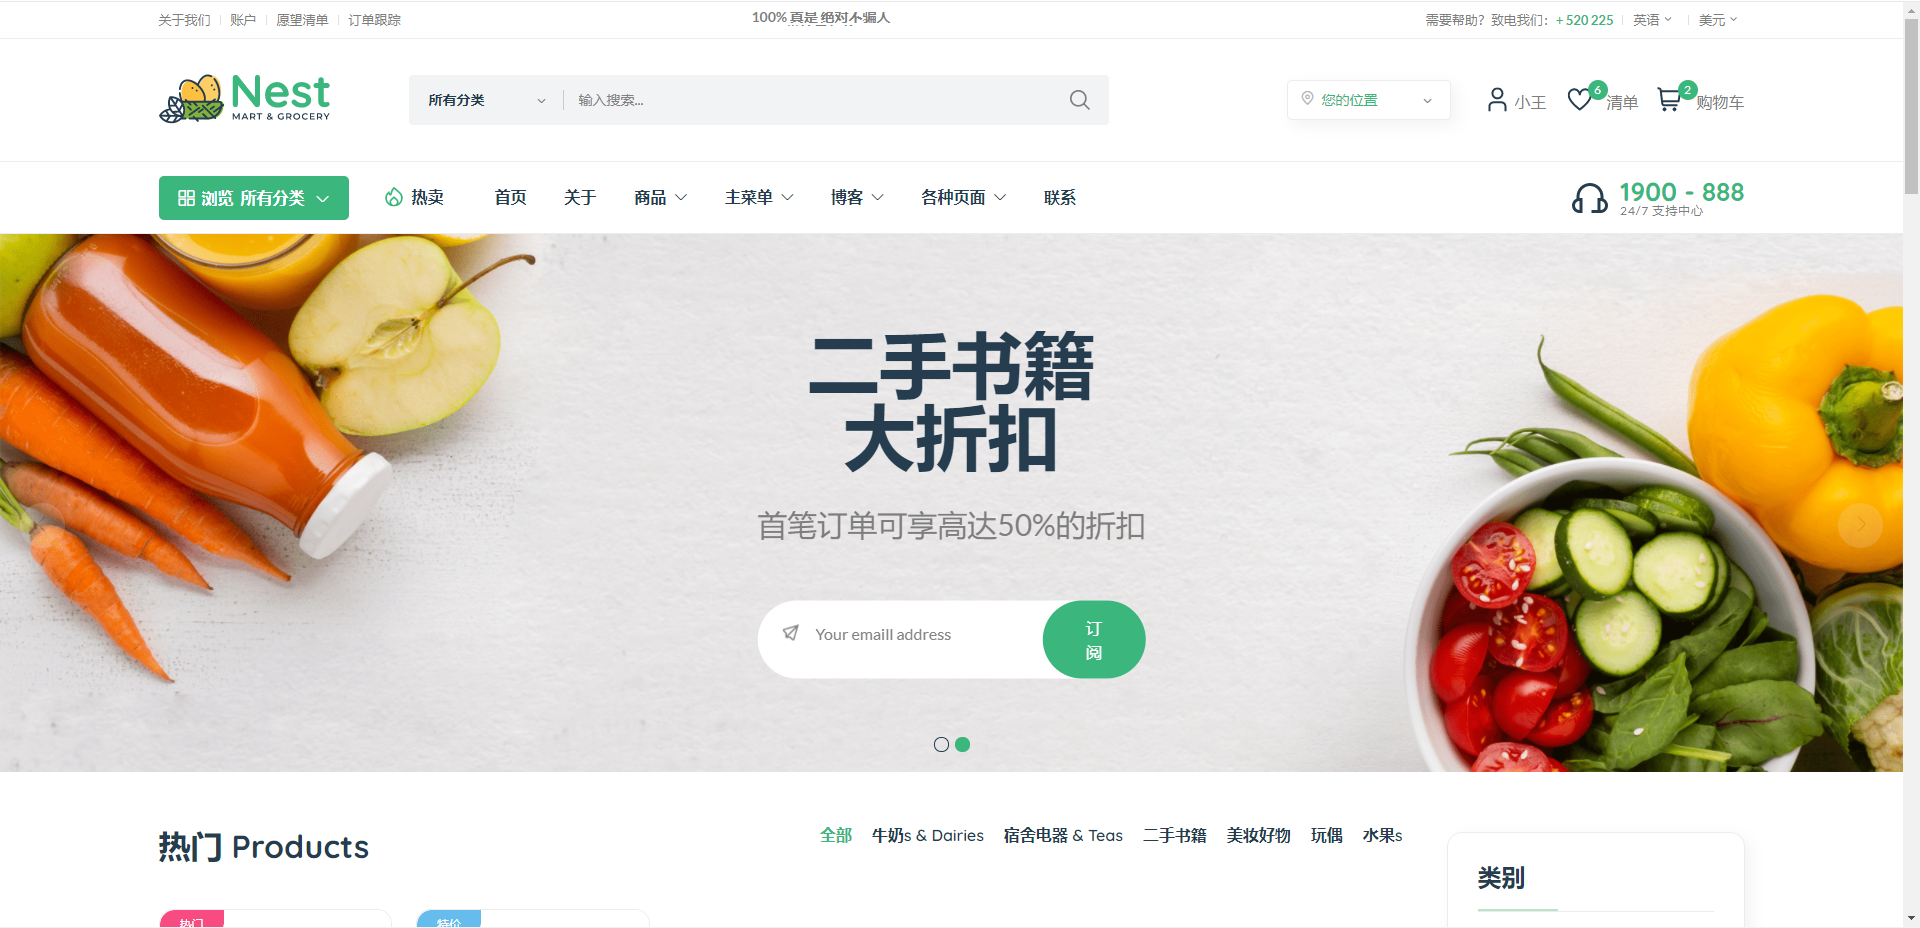 关于我们 账户 愿望清单 订单跟踪
100% 真是 绝对不骗人
需要帮助？致电我们： + 520 225 英语 美元
Nest
MART & GROCERY
所有分类 输入搜索...
您的位置 小王 6 清单 2 购物车
浏览 所有分类 热卖 首页 关于 商品 主菜单 博客 各种页面 联系
1900 - 888
24/7 支持中心
二手书籍
大折扣
首笔订单可享高达50%的折扣
Your emaill address
订
阅
热门 Products
全部 牛奶s & Dairies 宿舍电器 & Teas 二手书籍 美妆好物 玩偶 水果s
类别
热门 特价